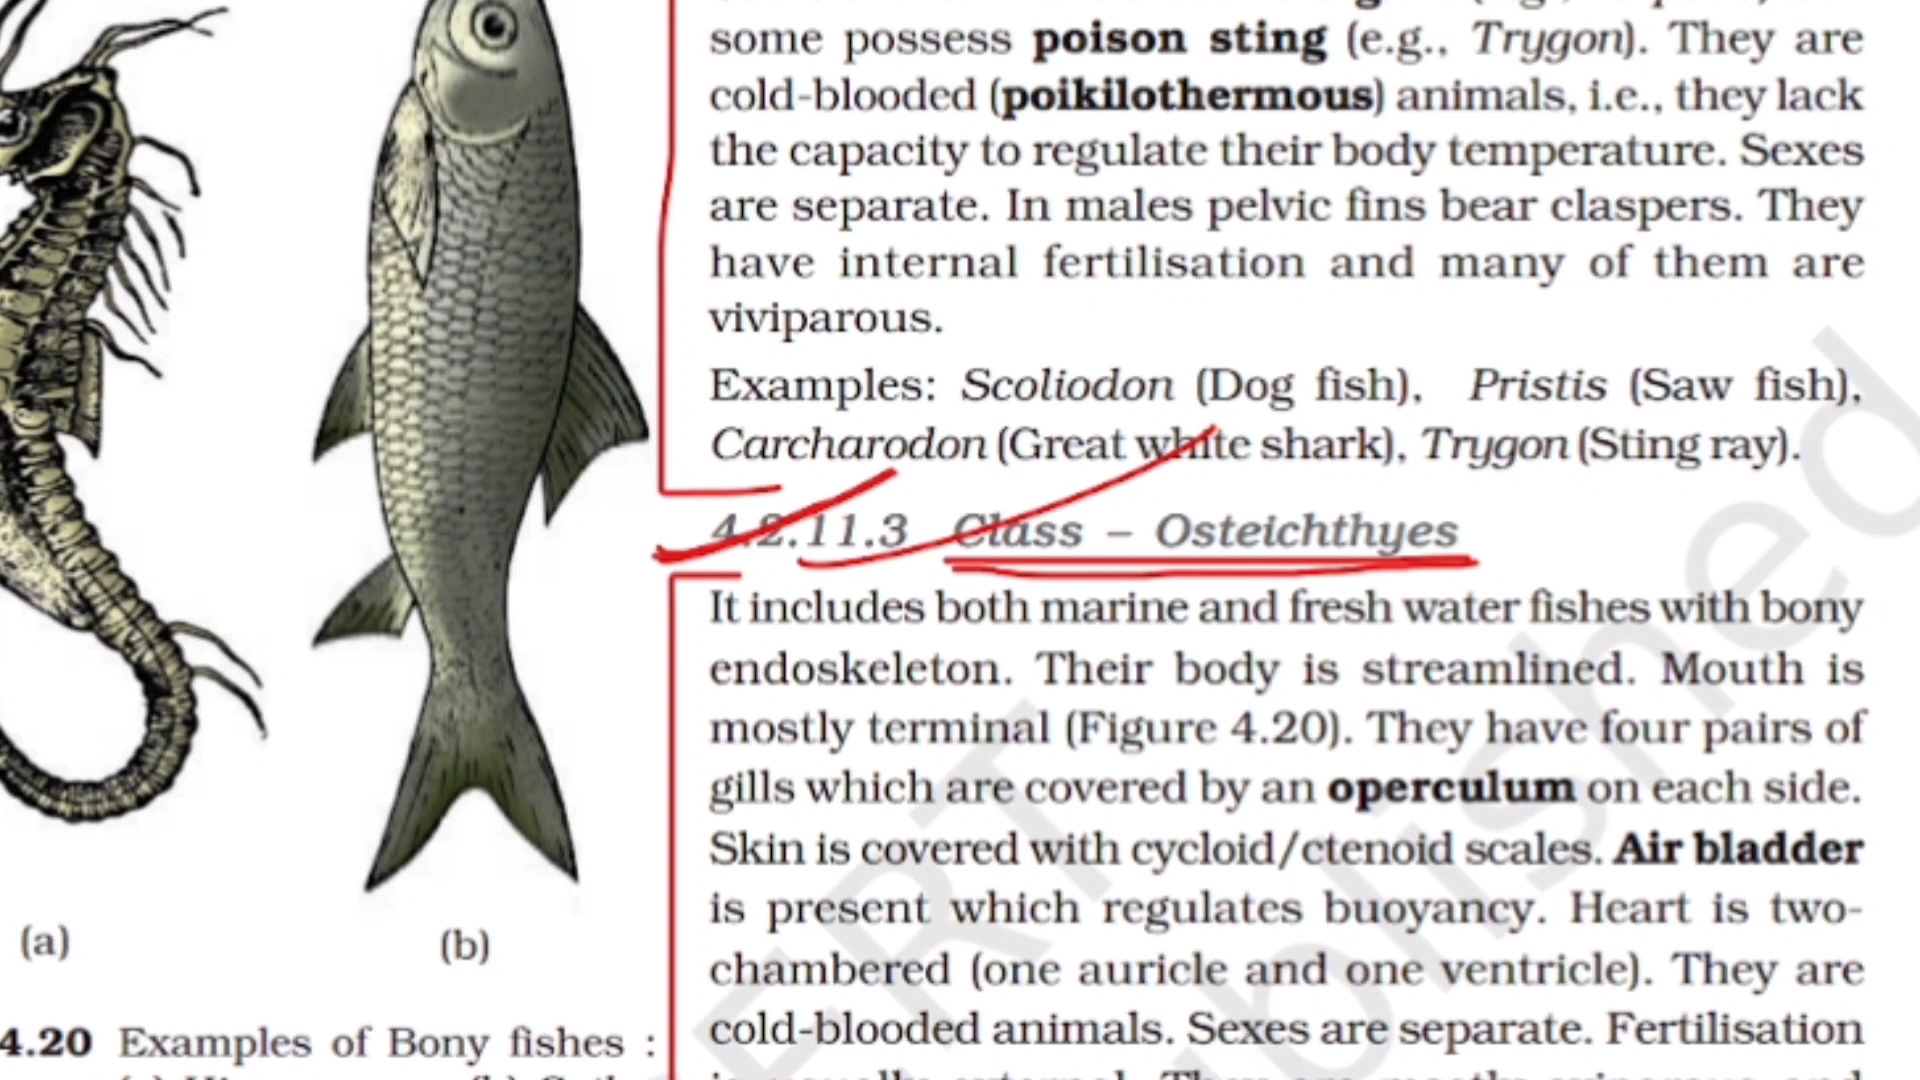 some possess poison sting (e.g., Trygon). They are
cold-blooded (poikilothermous) animals, i.e., they lack
the capacity to regulate their body temperature. Sexes
are separate. In males pelvic fins bear claspers. They
have internal fertilisation and many of them are
viviparous.
Examples: Scoliodon (Dog fish), Pristis (Saw fish),
Carcharodon (Great white shark), Trygon (Sting ray).
4.2.11.3 Class – Osteichthyes
It includes both marine and fresh water fishes with bony
endoskeleton. Their body is streamlined. Mouth is
mostly terminal (Figure 4.20). They have four pairs of
gills which are covered by an operculum on each side.
Skin is covered with cycloid/ctenoid scales. Air bladder
is present which regulates buoyancy. Heart is two-
chambered (one auricle and one ventricle). They are
cold-blooded animals. Sexes are separate. Fertilisation
(a)
(b)
4.20 Examples of Bony fishes :